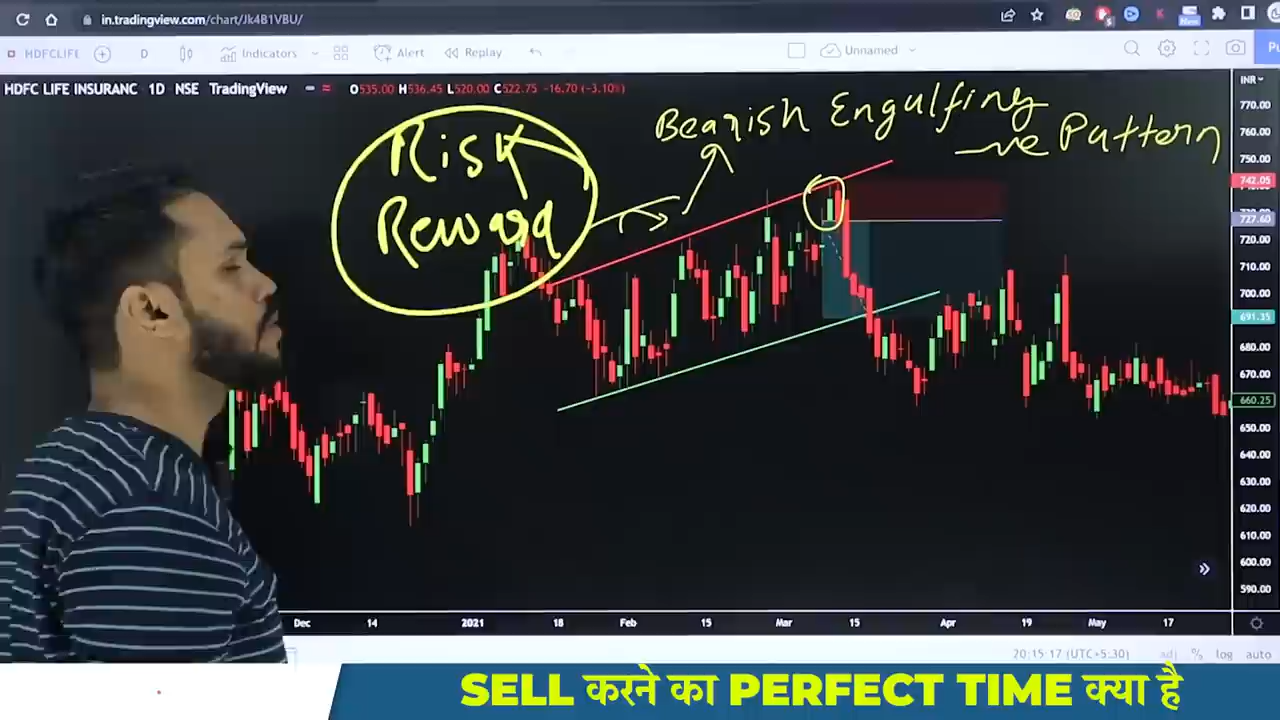 in.tradingview.com/chart/Jk4B1VBU/
New
HDFCLIFE
D
Indicators
Alert
Replay
Unnamed
Pu
HDFC LIFE INSURANC 1D NSE TradingView
O535.00 H536.45 L520.00 C522.75 -16.70 (-3.10%)
INR
Risk
Reward
Bearish Engulfing
-ve Pattern
770.00
760.00
750.00
742.05
727.60
720.00
710.00
700.00
691.35
680.00
670.00
660.25
650.00
640.00
630.00
620.00
610.00
600.00
590.00
Dec 14 2021 18 Feb 15 Mar 15 Apr 19 May 17
20:15:17 (UTC+5:30) adj % log auto
SELL करने का PERFECT TIME क्या है